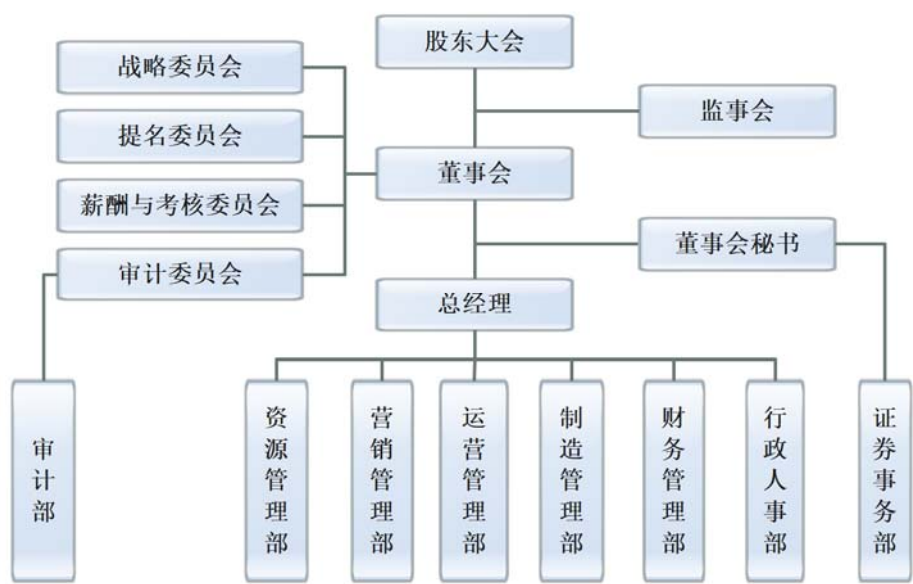 股东大会
战略委员会
监事会
提名委员会
董事会
薪酬与考核委员会
董事会秘书
审计委员会
总经理
审计部
资源管理部
营销管理部
运营管理部
制造管理部
财务管理部
行政人事部
证券事务部